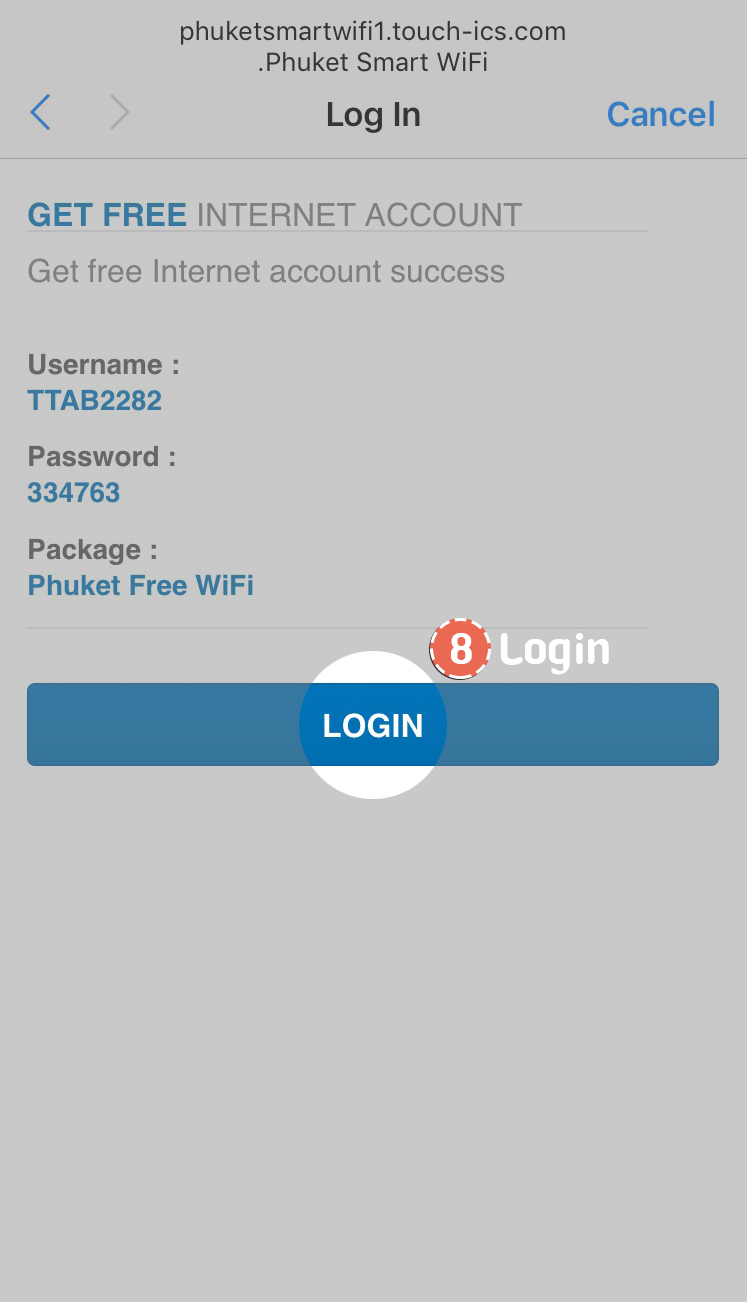 phuketsmartwifi1.touch-ics.com
.Phuket Smart WiFi
Log In
Cancel
GET FREE INTERNET ACCOUNT
Get free Internet account success
Username :
TTAB2282
Password :
334763
Package :
Phuket Free WiFi
8 Login
LOGIN